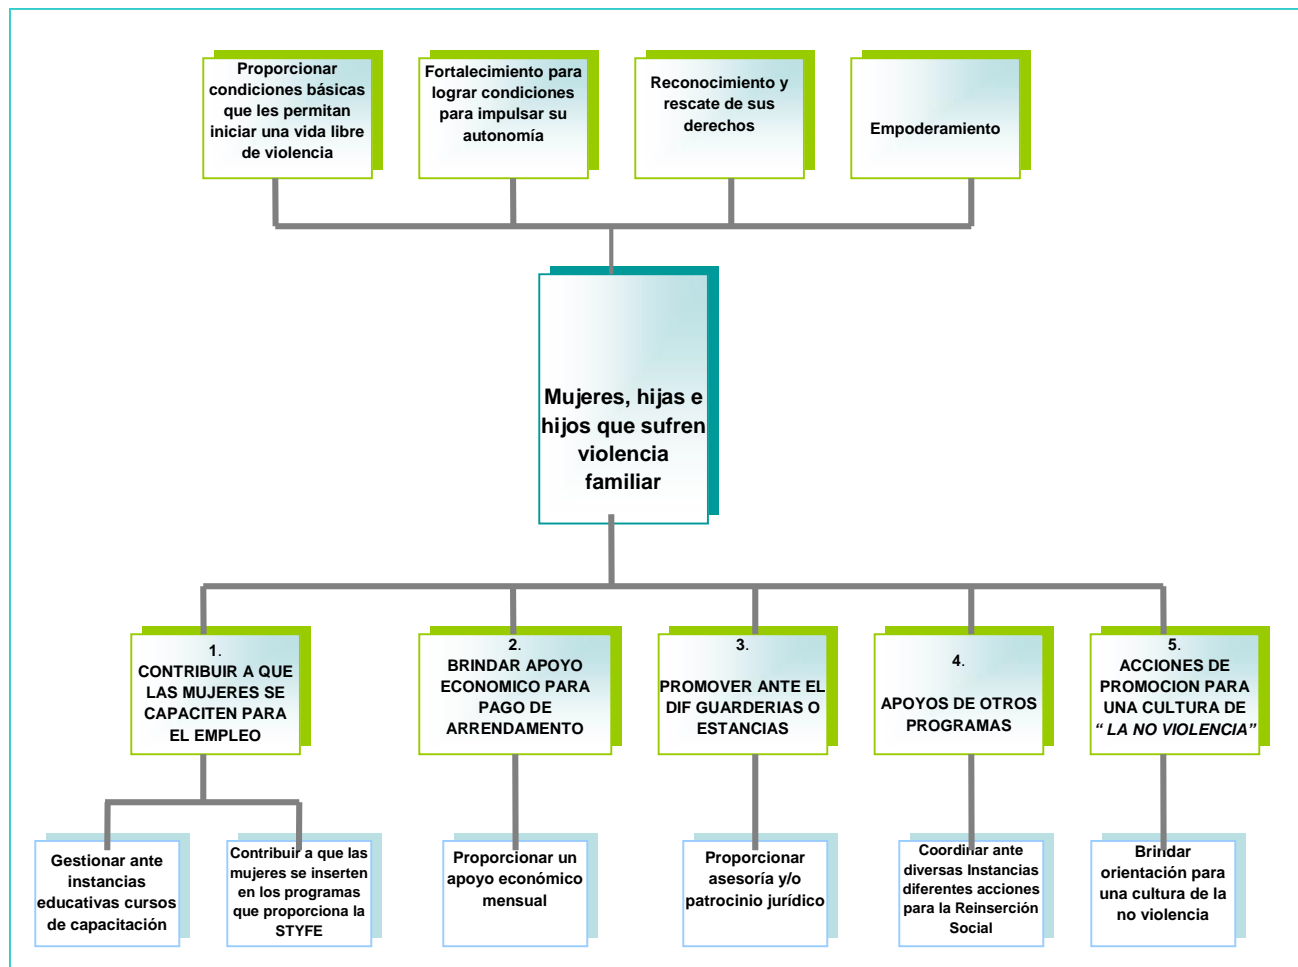 Proporcionar
condiciones básicas
que les permitan
iniciar una vida libre
de violencia
Fortalecimiento para
lograr condiciones
para impulsar su
autonomía
Reconocimiento y
rescate de sus
derechos
Empoderamiento
Mujeres, hijas e
hijos que sufren
violencia
familiar
1.
CONTRIBUIR A QUE
LAS MUJERES SE
CAPACITEN PARA
EL EMPLEO
2.
BRINDAR APOYO
ECONOMICO PARA
PAGO DE
ARRENDAMENTO
3.
PROMOVER ANTE EL
DIF GUARDERIAS O
ESTANCIAS
4.
APOYOS DE OTROS
PROGRAMAS
5.
ACCIONES DE
PROMOCION PARA
UNA CULTURA DE
“ LA NO VIOLENCIA”
Gestionar ante
instancias
educativas cursos
de capacitación
Contribuir a que las
mujeres se inserten
en los programas
que proporciona la
STYFE
Proporcionar un
apoyo económico
mensual
Proporcionar
asesoría y/o
patrocinio jurídico
Coordinar ante
diversas Instancias
diferentes acciones
para la Reinserción
Social
Brindar
orientación para
una cultura de la
no violencia